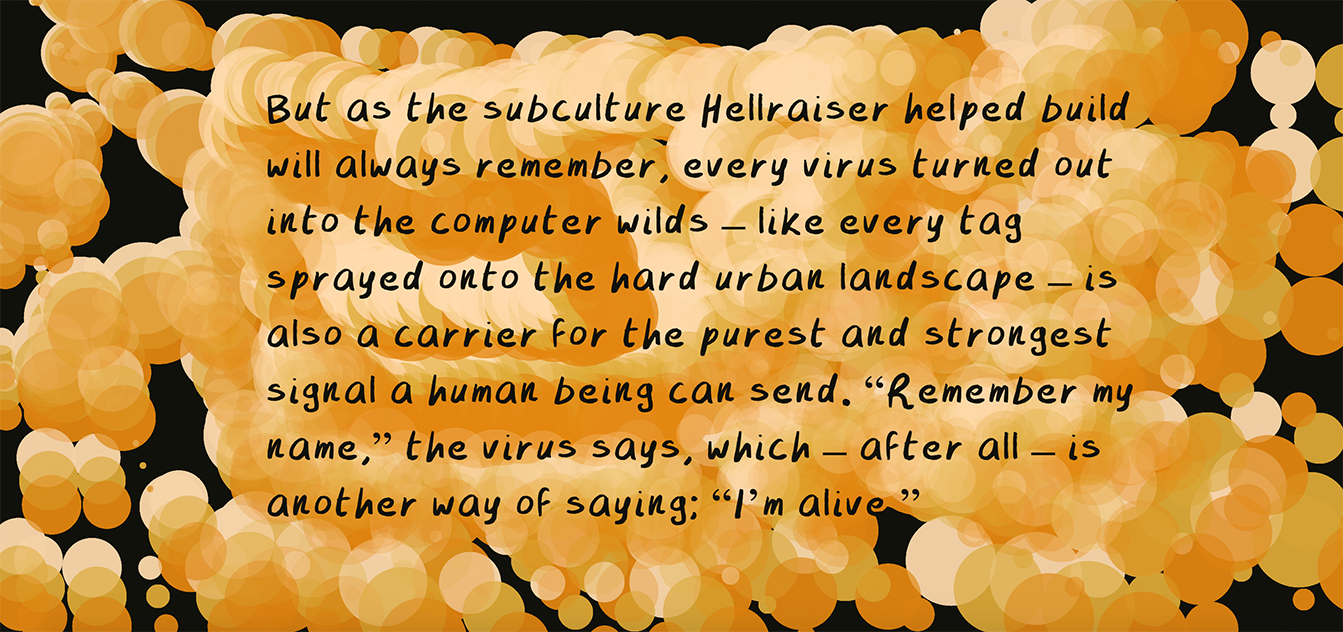 But as the subculture Hellraiser helped build
will always remember, every virus turned out
into the computer wilds – like every tag
sprayed onto the hard urban landscape – is
also a carrier for the purest and strongest
signal a human being can send. “Remember my
name,” the virus says, which – after all – is
another way of saying; “I’m alive”